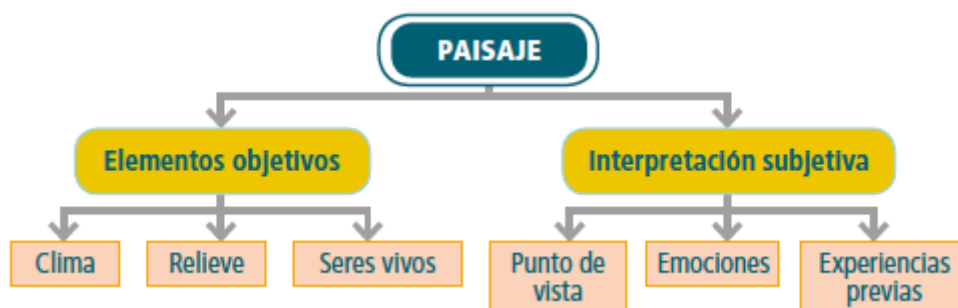 PAISAJE
Elementos objetivos
Interpretación subjetiva
Clima
Relieve
Seres vivos
Punto de
vista
Emociones
Experiencias
previas